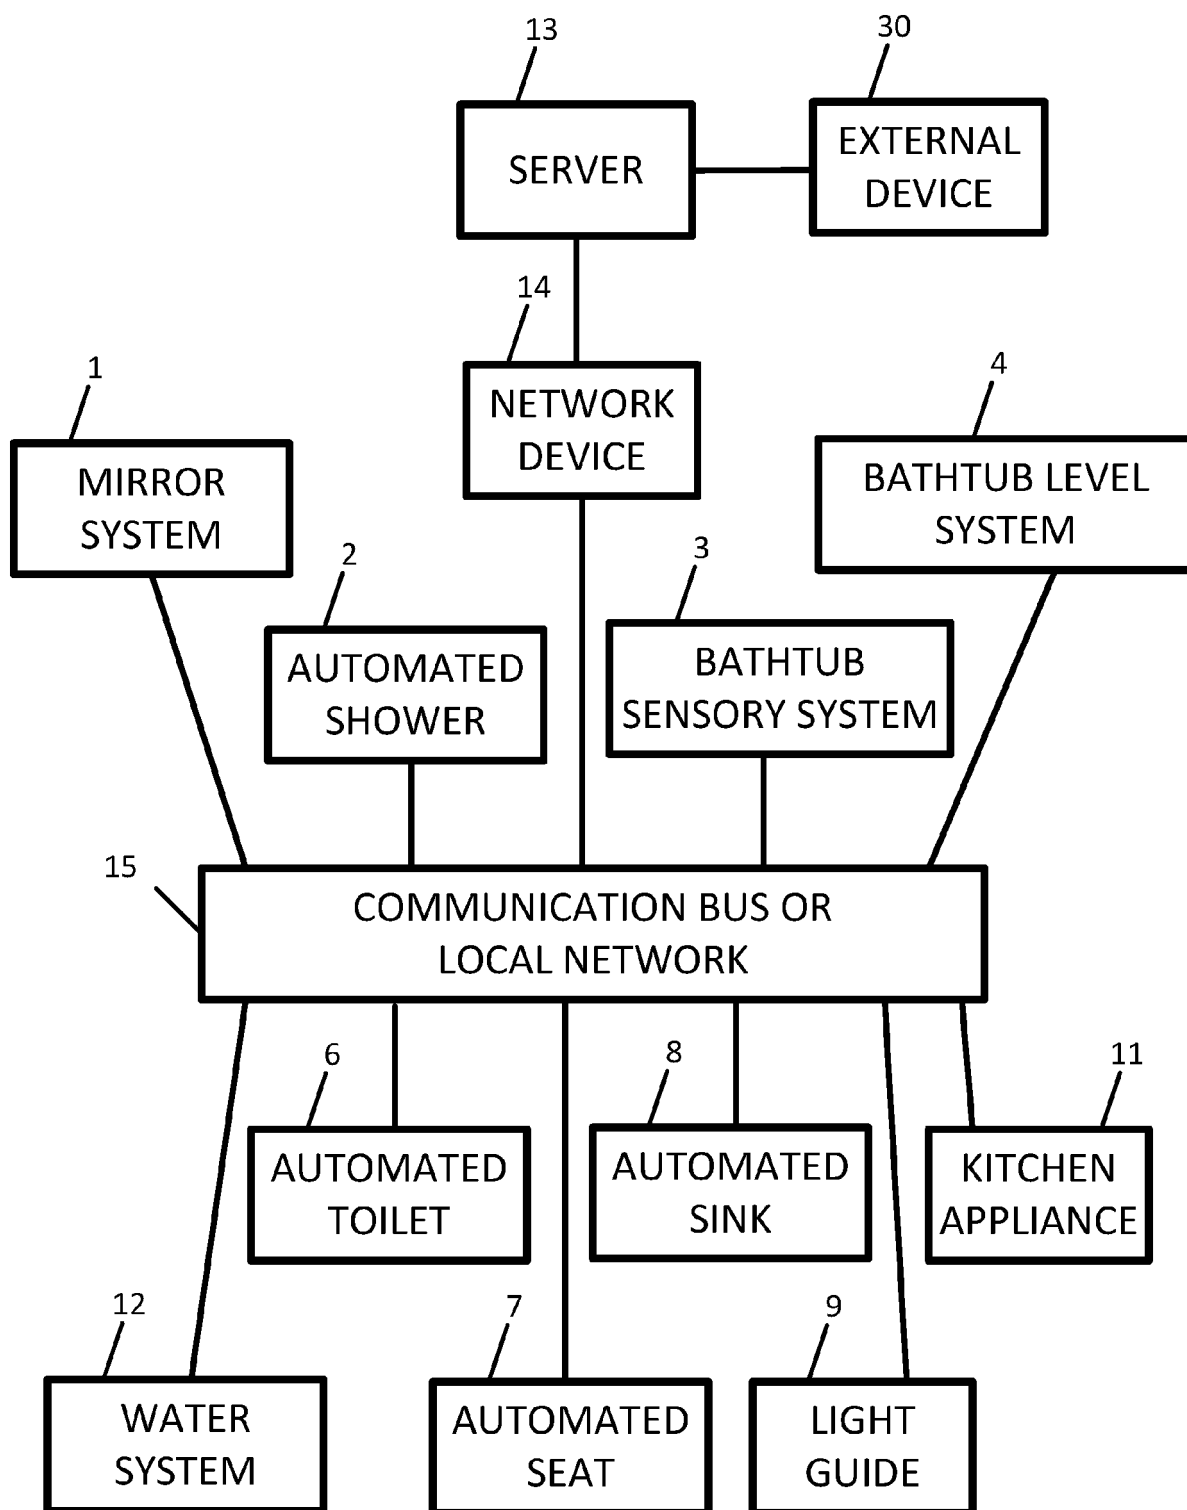 13
30
SERVER
EXTERNAL
DEVICE
14
NETWORK
DEVICE
1
MIRROR
SYSTEM
4
BATHTUB LEVEL
SYSTEM
2
AUTOMATED
SHOWER
3
BATHTUB
SENSORY SYSTEM
15
COMMUNICATION BUS OR
LOCAL NETWORK
6
AUTOMATED
TOILET
8
AUTOMATED
SINK
11
KITCHEN
APPLIANCE
12
WATER
SYSTEM
7
AUTOMATED
SEAT
9
LIGHT
GUIDE